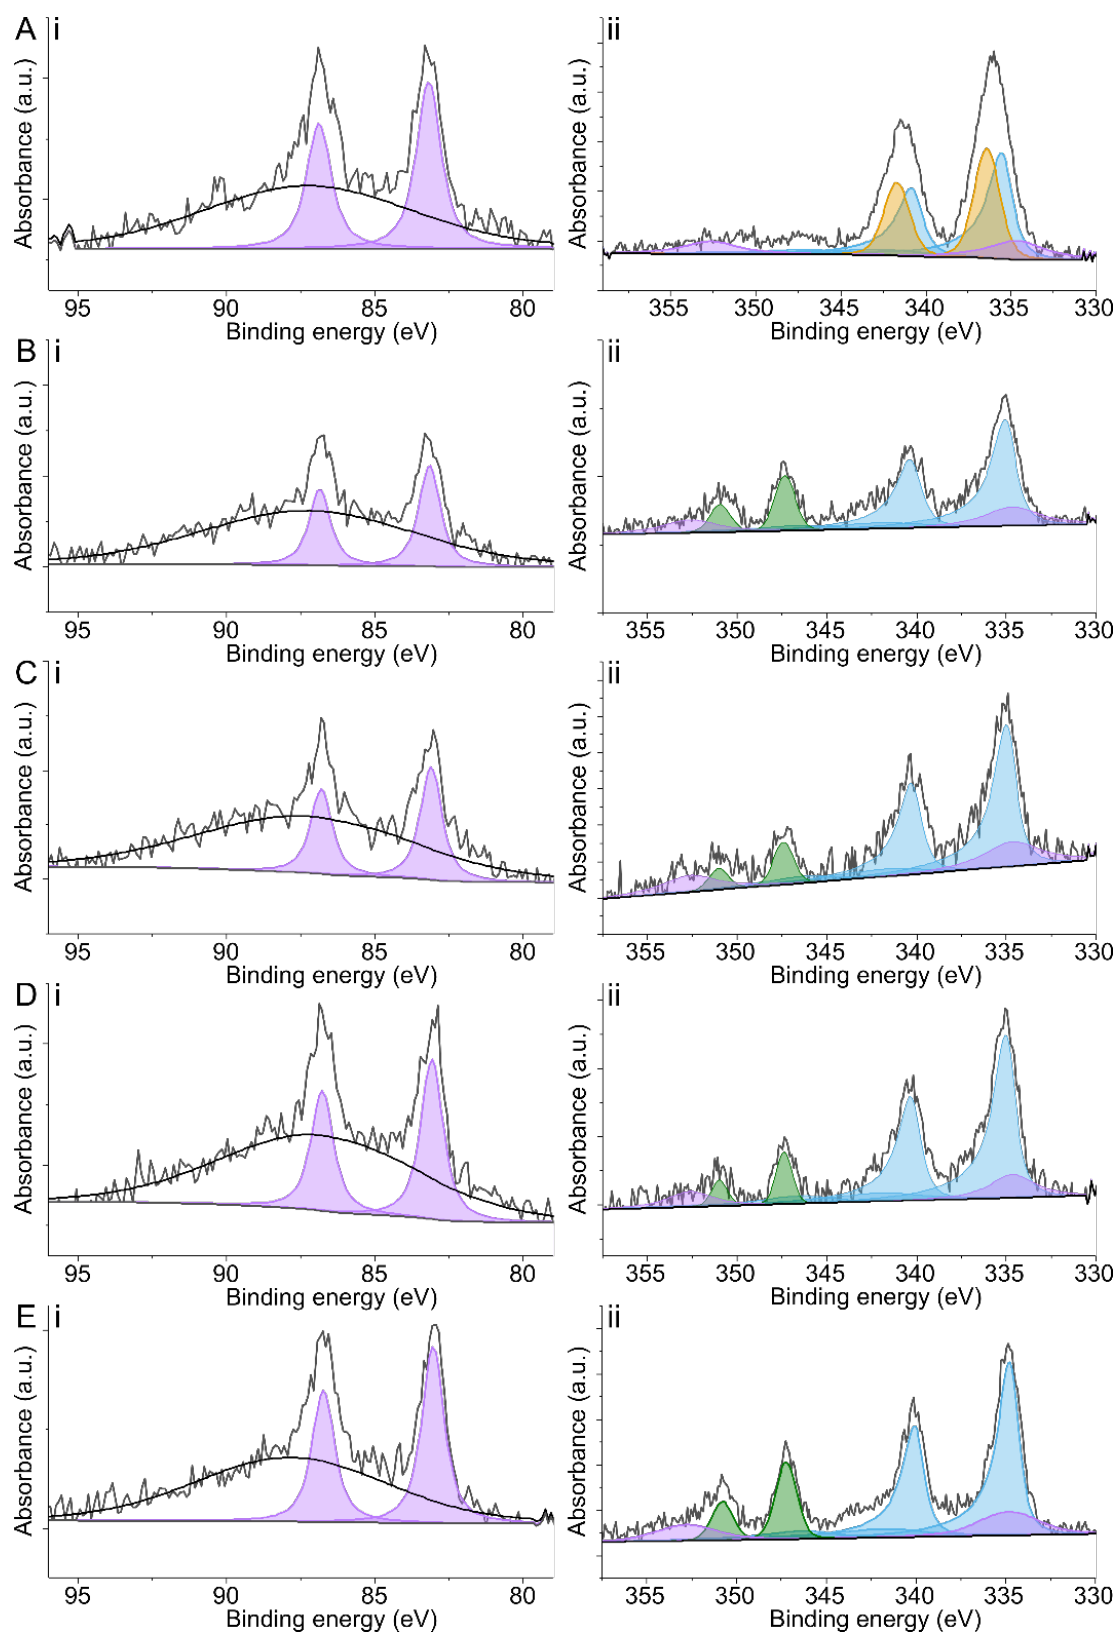 A i ii
Absorbance (a.u.) Absorbance (a.u.)
95 90 85 80 355 350 345 340 335 330
Binding energy (eV) Binding energy (eV)
B i ii
Absorbance (a.u.) Absorbance (a.u.)
95 90 85 80 355 350 345 340 335 330
Binding energy (eV) Binding energy (eV)
C i ii
Absorbance (a.u.) Absorbance (a.u.)
95 90 85 80 355 350 345 340 335 330
Binding energy (eV) Binding energy (eV)
D i ii
Absorbance (a.u.) Absorbance (a.u.)
95 90 85 80 355 350 345 340 335 330
Binding energy (eV) Binding energy (eV)
E i ii
Absorbance (a.u.) Absorbance (a.u.)
95 90 85 80 355 350 345 340 335 330
Binding energy (eV) Binding energy (eV)